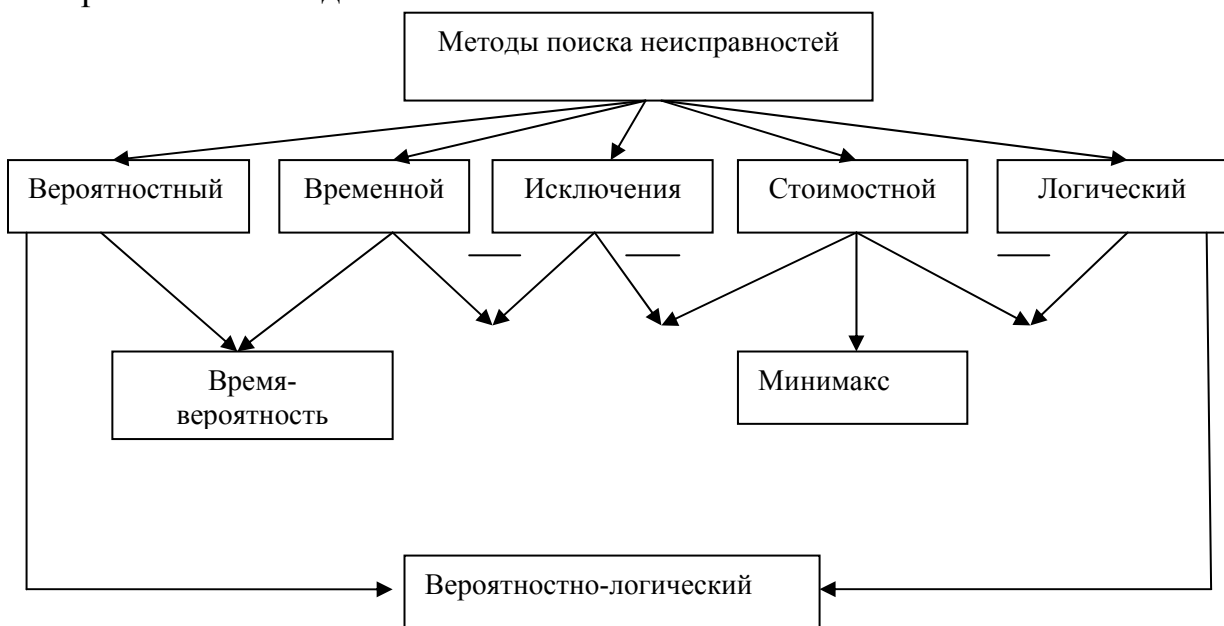 Методы поиска неисправностей
Вероятностный
Временной
Исключения
Стоимостной
Логический
Время-
вероятность
Минимакс
Вероятностно-логический